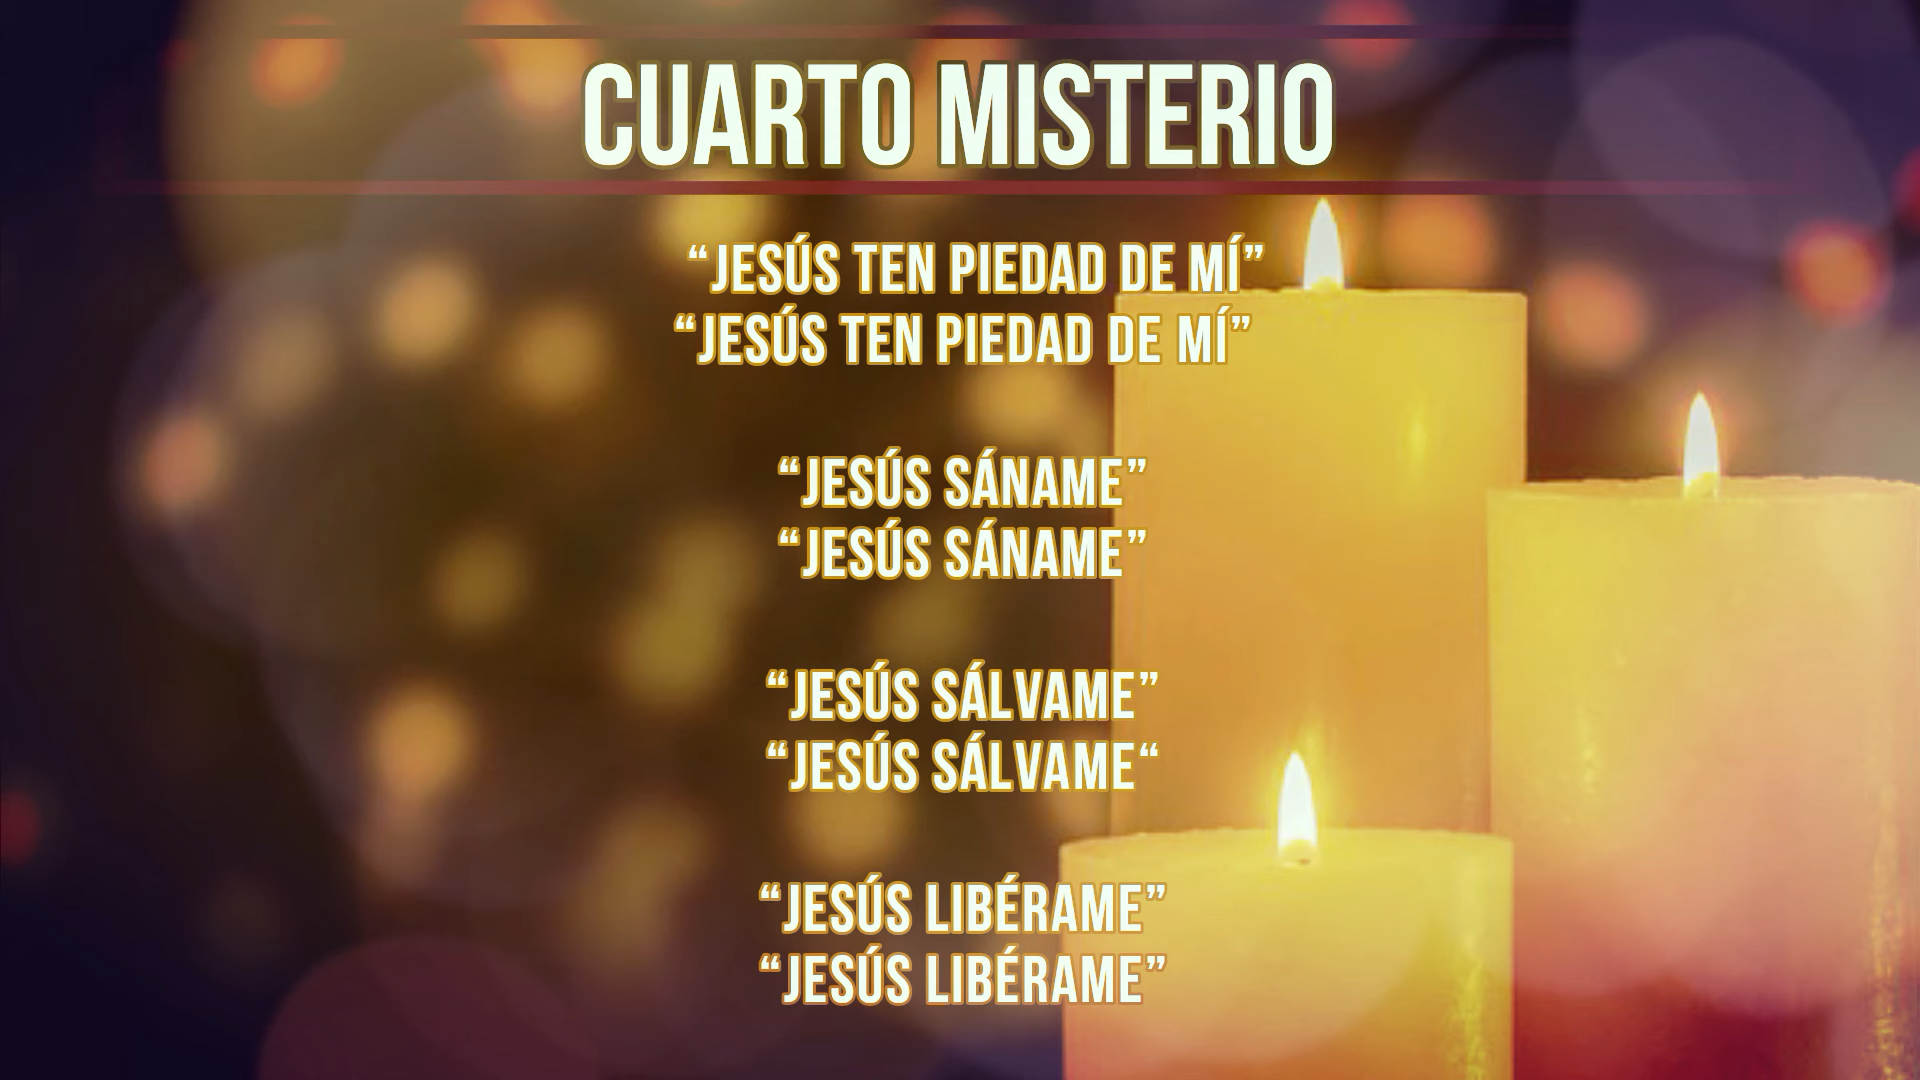 CUARTO MISTERIO
“JESÚS TEN PIEDAD DE MÍ”
“JESÚS TEN PIEDAD DE MÍ”
“JESÚS SÁNAME”
“JESÚS SÁNAME”
“JESÚS SÁLVAME”
“JESÚS SÁLVAME“
“JESÚS LIBÉRAME”
“JESÚS LIBÉRAME”